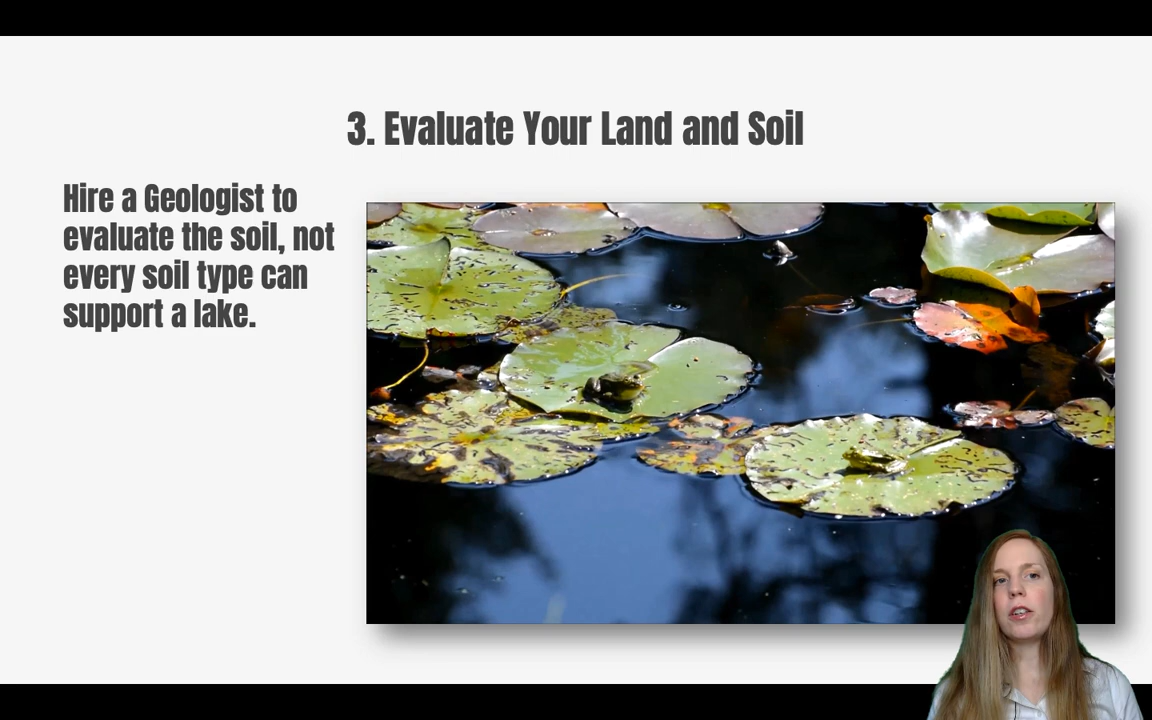 3. Evaluate Your Land and Soil
Hire a Geologist to
evaluate the soil, not
every soil type can
support a lake.